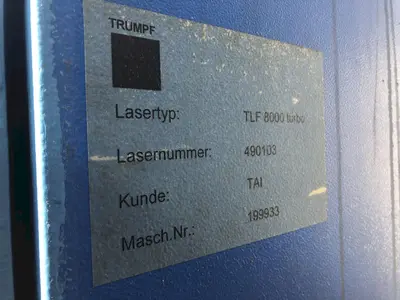 TRUMPF
Lasertyp: TLF 8000 turbo
Lasernummer: 490103
Kunde: TAI
Masch.Nr.: 199933